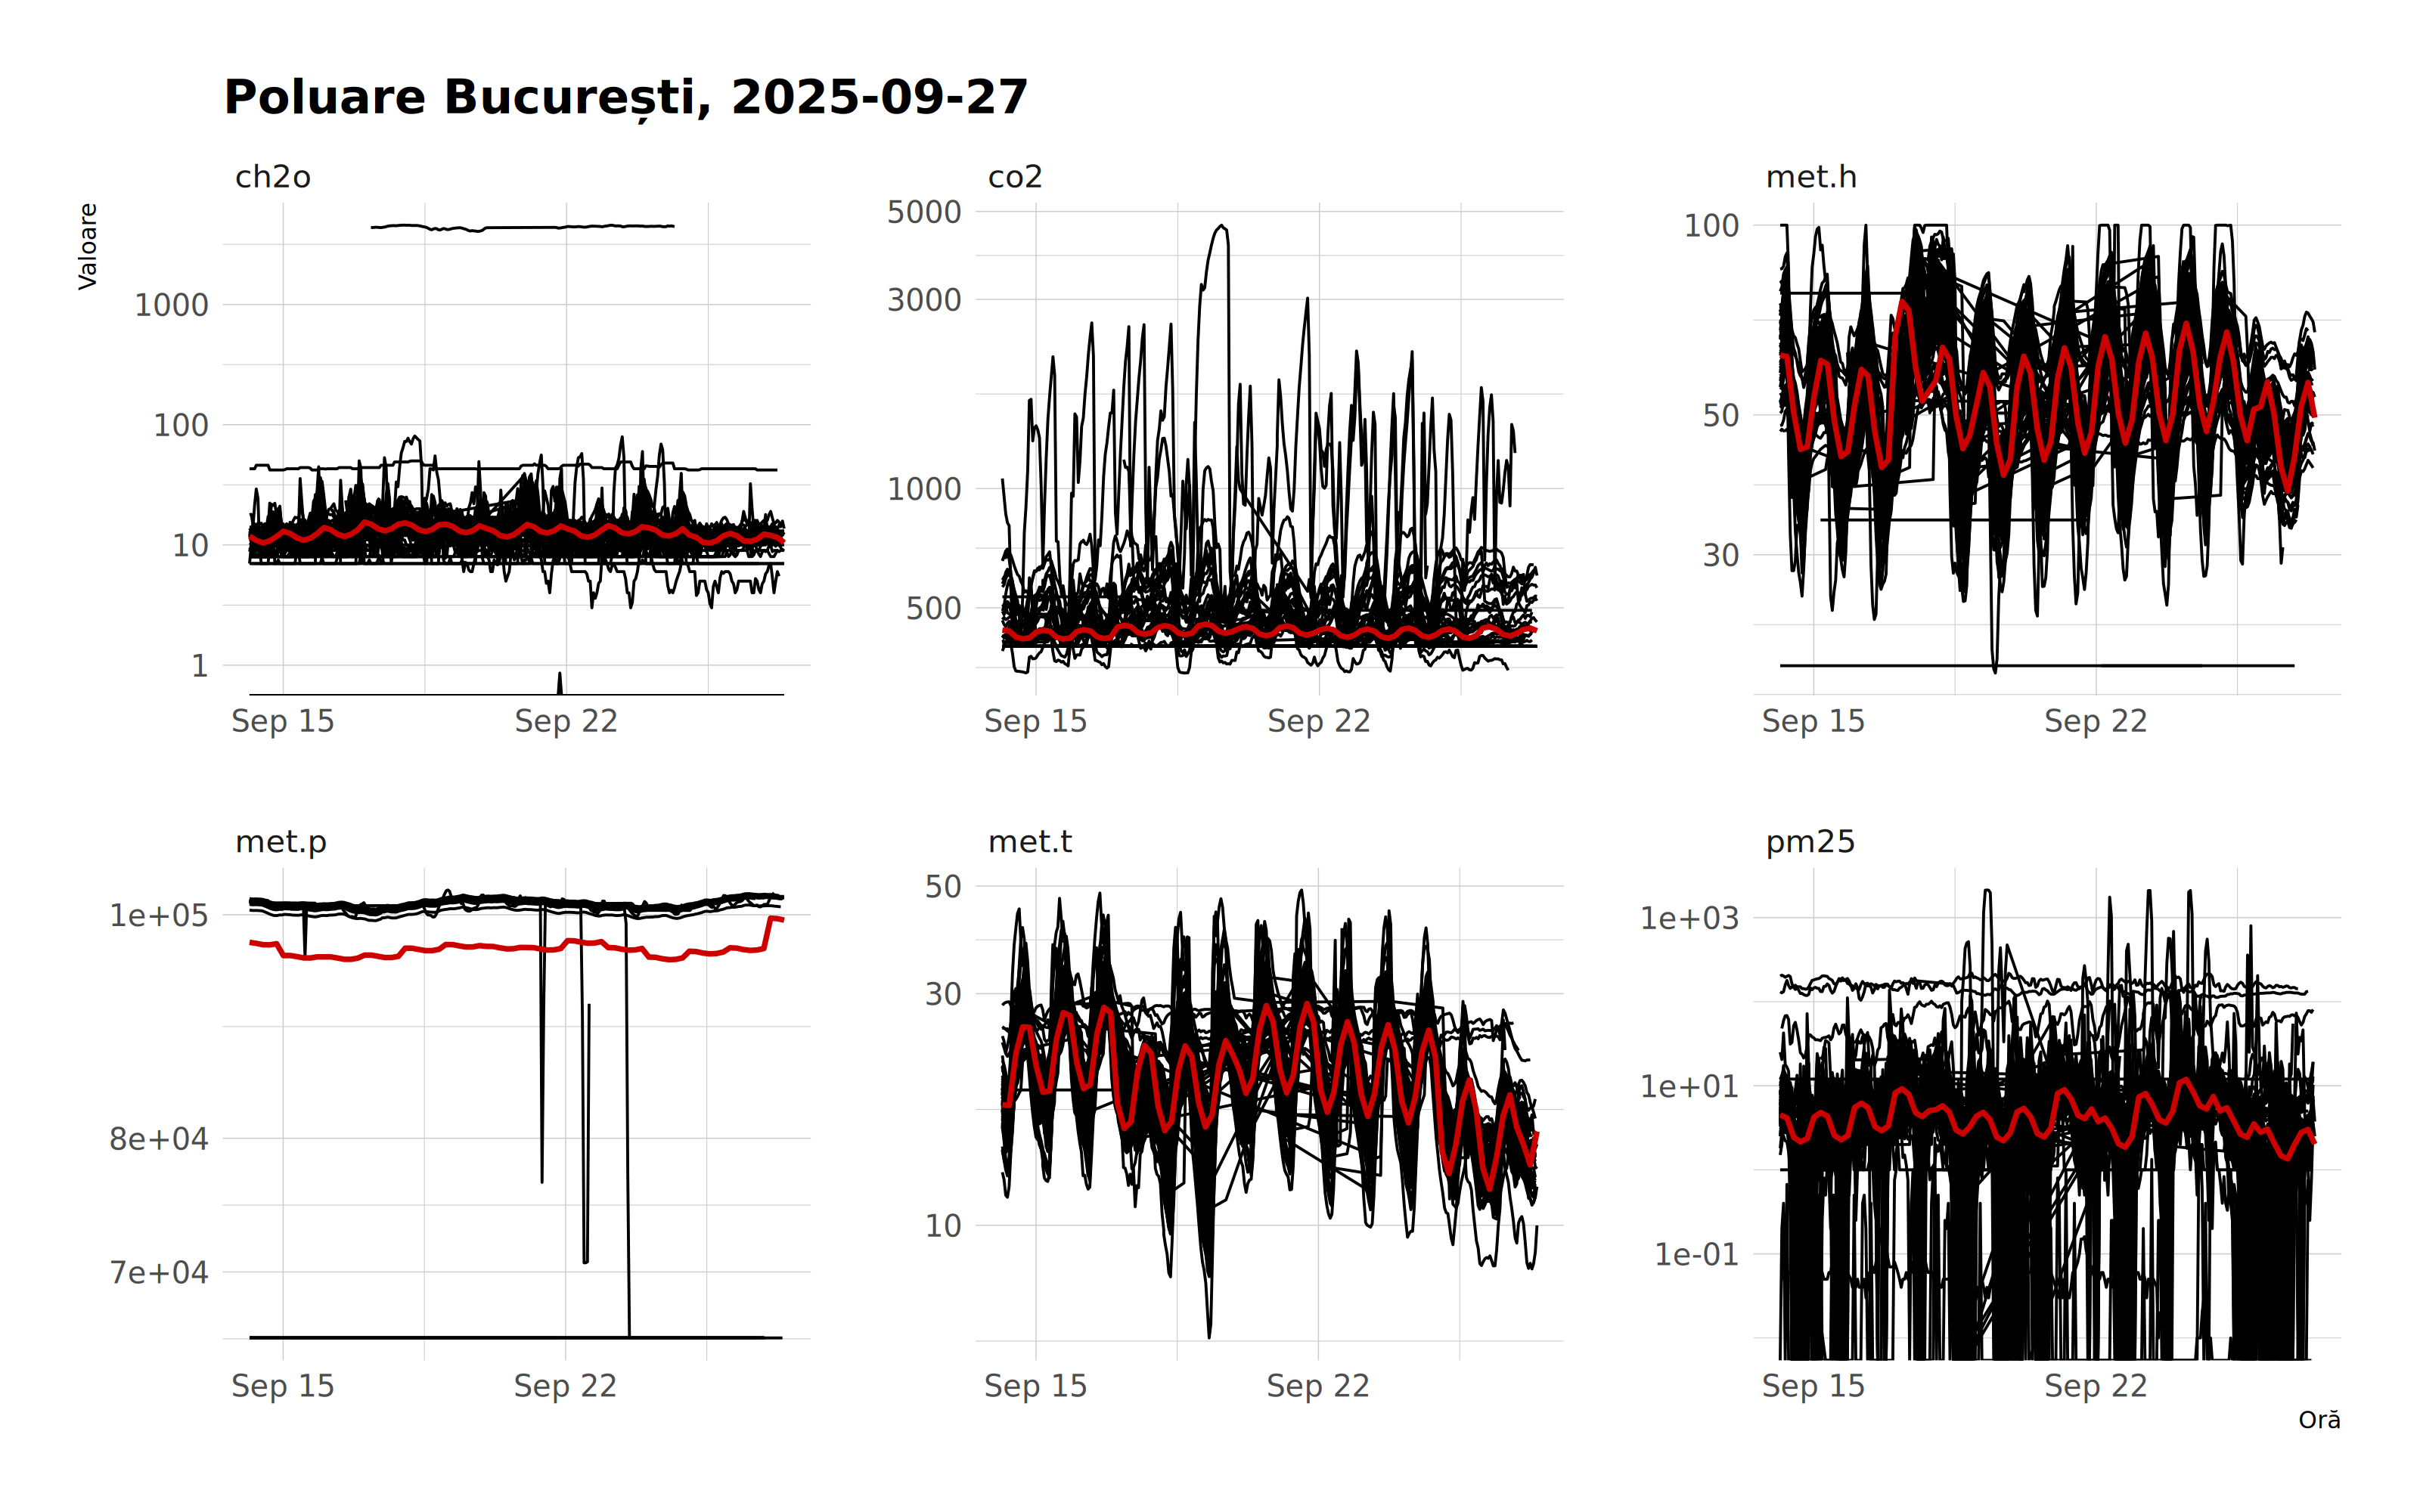 Poluare București, 2025-09-27
Valoare
ch2o
1000
100
10
1
Sep 15
Sep 22
co2
5000
3000
1000
500
Sep 15
Sep 22
met.h
100
50
30
Sep 15
Sep 22
met.p
1e+05
8e+04
7e+04
Sep 15
Sep 22
met.t
50
30
10
Sep 15
Sep 22
pm25
1e+03
1e+01
1e-01
Sep 15
Sep 22
Oră